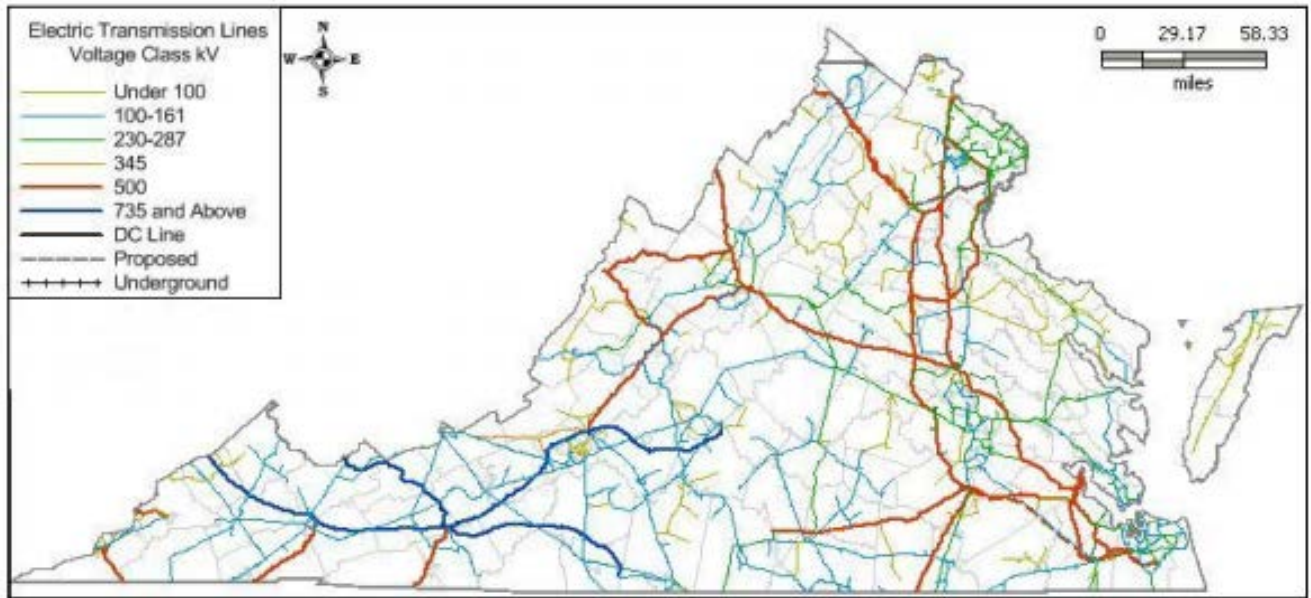 Electric Transmission Lines
Voltage Class kV
Under 100
100-161
230-287
345
500
735 and Above
DC Line
Proposed
Underground
N
W E
S
0 29.17 58.33
miles